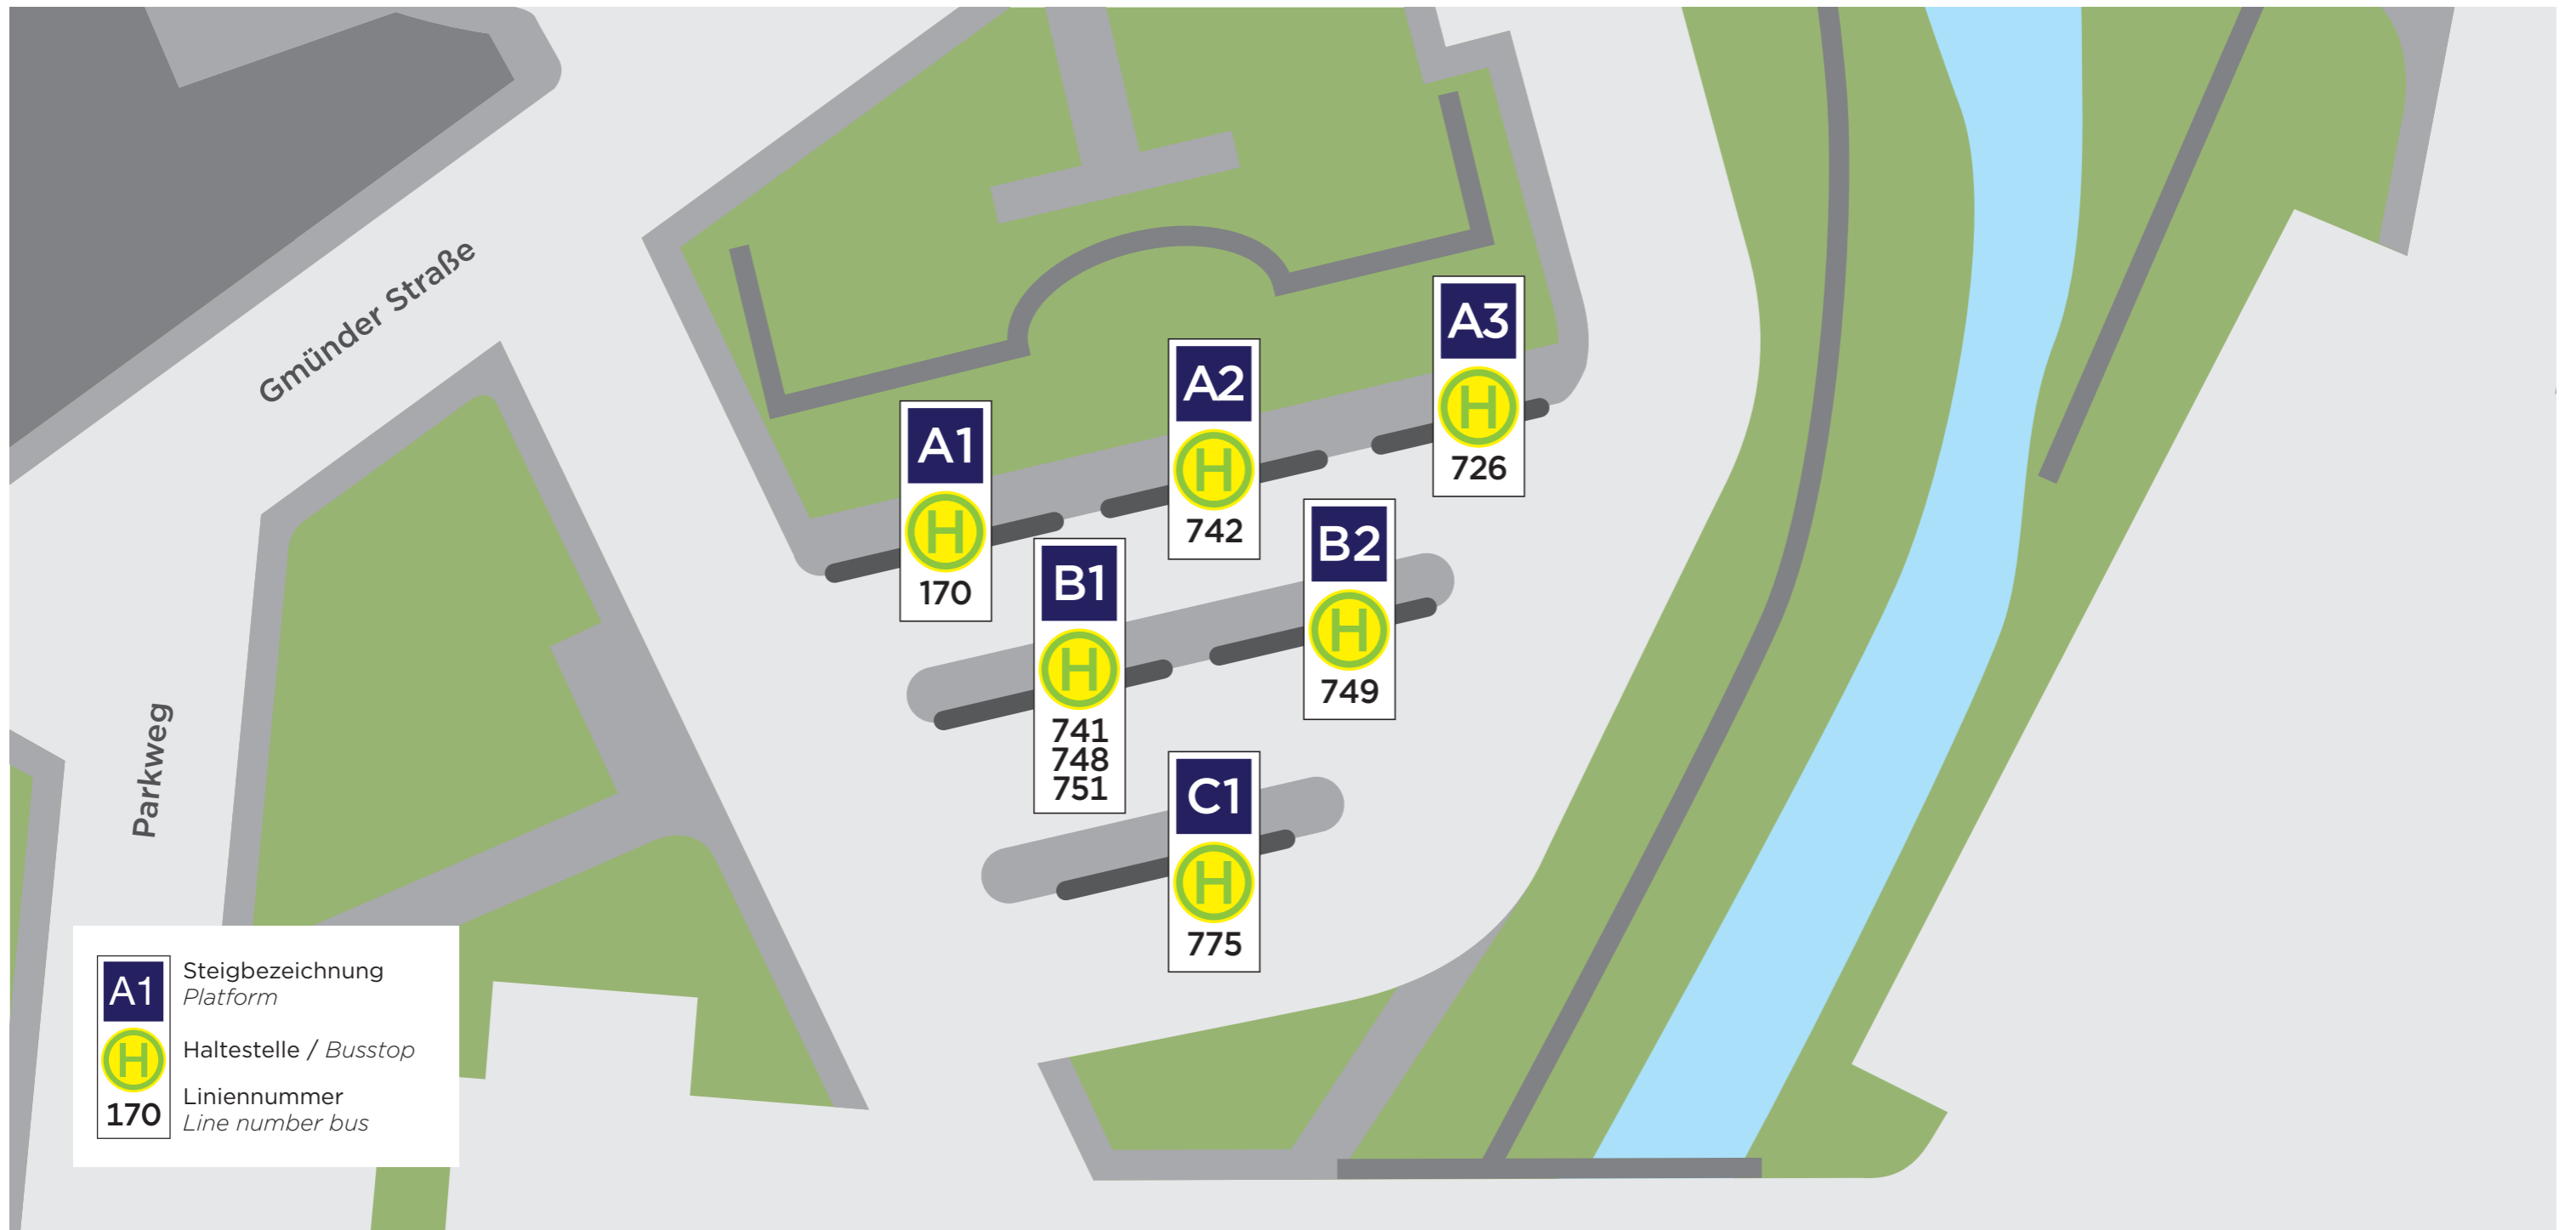 Gmünder Straße
Parkweg
A1
H
170
A2
H
742
A3
H
726
B1
H
741
748
751
B2
H
749
C1
H
775
A1
Steigbezeichnung
Platform
H
Haltestelle / Busstop
170
Liniennummer
Line number bus